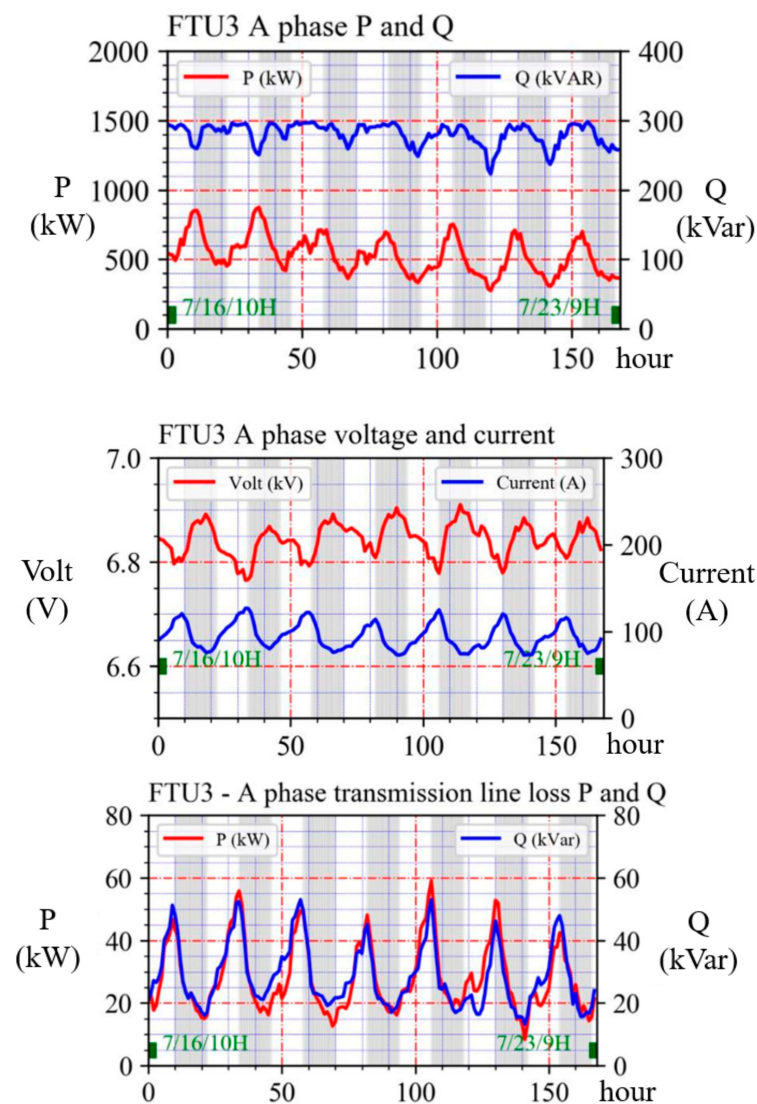 FTU3 A phase P and Q
2000 400
P (kW) Q (kVAR)
1500 300
P (kW) 1000 200 Q (kVar)
500 100
7/16/10H 7/23/9H
0 0
0 50 100 150 hour
FTU3 A phase voltage and current
7.0 300
Volt (kV) Current (A)
200
6.8
Volt (V) Current (A)
100
6.6
7/16/10H 7/23/9H
0
0 50 100 150 hour
FTU3 - A phase transmission line loss P and Q
80 80
P (kW) Q (kVar)
60 60
P (kW) 40 40 Q (kVar)
20 20
7/16/10H 7/23/9H
0 0
0 50 100 150 hour